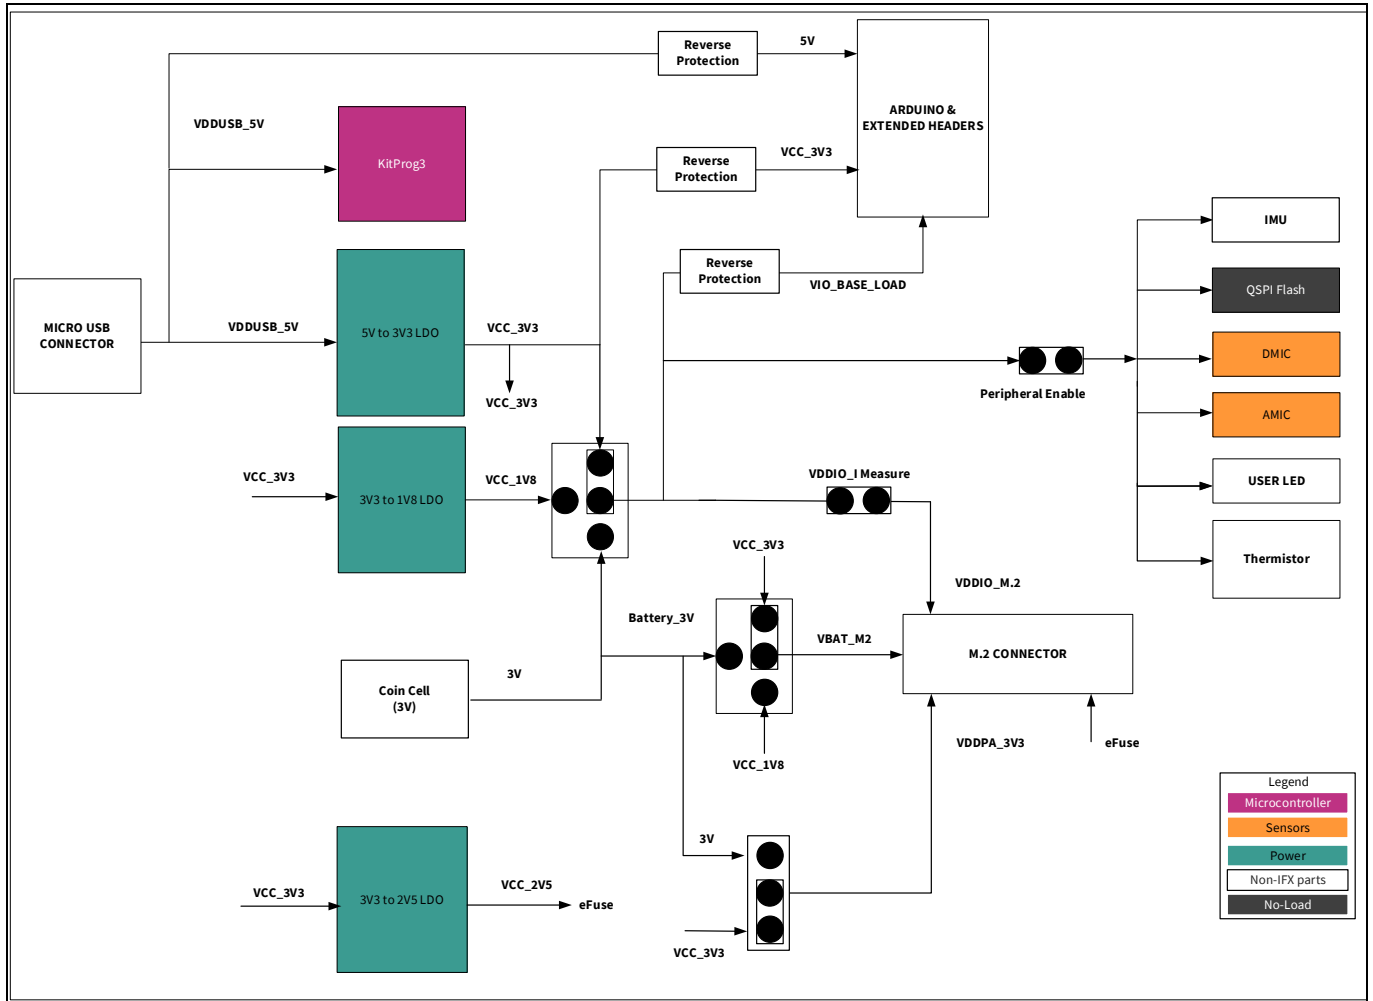 Reverse
Protection
5V
ARDUINO &
EXTENDED HEADERS
VDDUSB_5V
KitProg3
Reverse
Protection
VCC_3V3
IMU
Reverse
Protection
VIO_BASE_LOAD
QSPI Flash
MICRO USB
CONNECTOR
VDDUSB_5V
5V to 3V3 LDO
VCC_3V3
VCC_3V3
Peripheral Enable
DMIC
AMIC
VCC_3V3
3V3 to 1V8 LDO
VCC_1V8
VDDIO_I Measure
USER LED
Thermistor
VCC_3V3
VDDIO_M.2
Battery_3V
VBAT_M2
M.2 CONNECTOR
Coin Cell
(3V)
3V
VCC_1V8
VDDPA_3V3
eFuse
3V
VCC_3V3
3V3 to 2V5 LDO
VCC_2V5
eFuse
VCC_3V3
Legend
Microcontroller
Sensors
Power
Non-IFX parts
No-Load